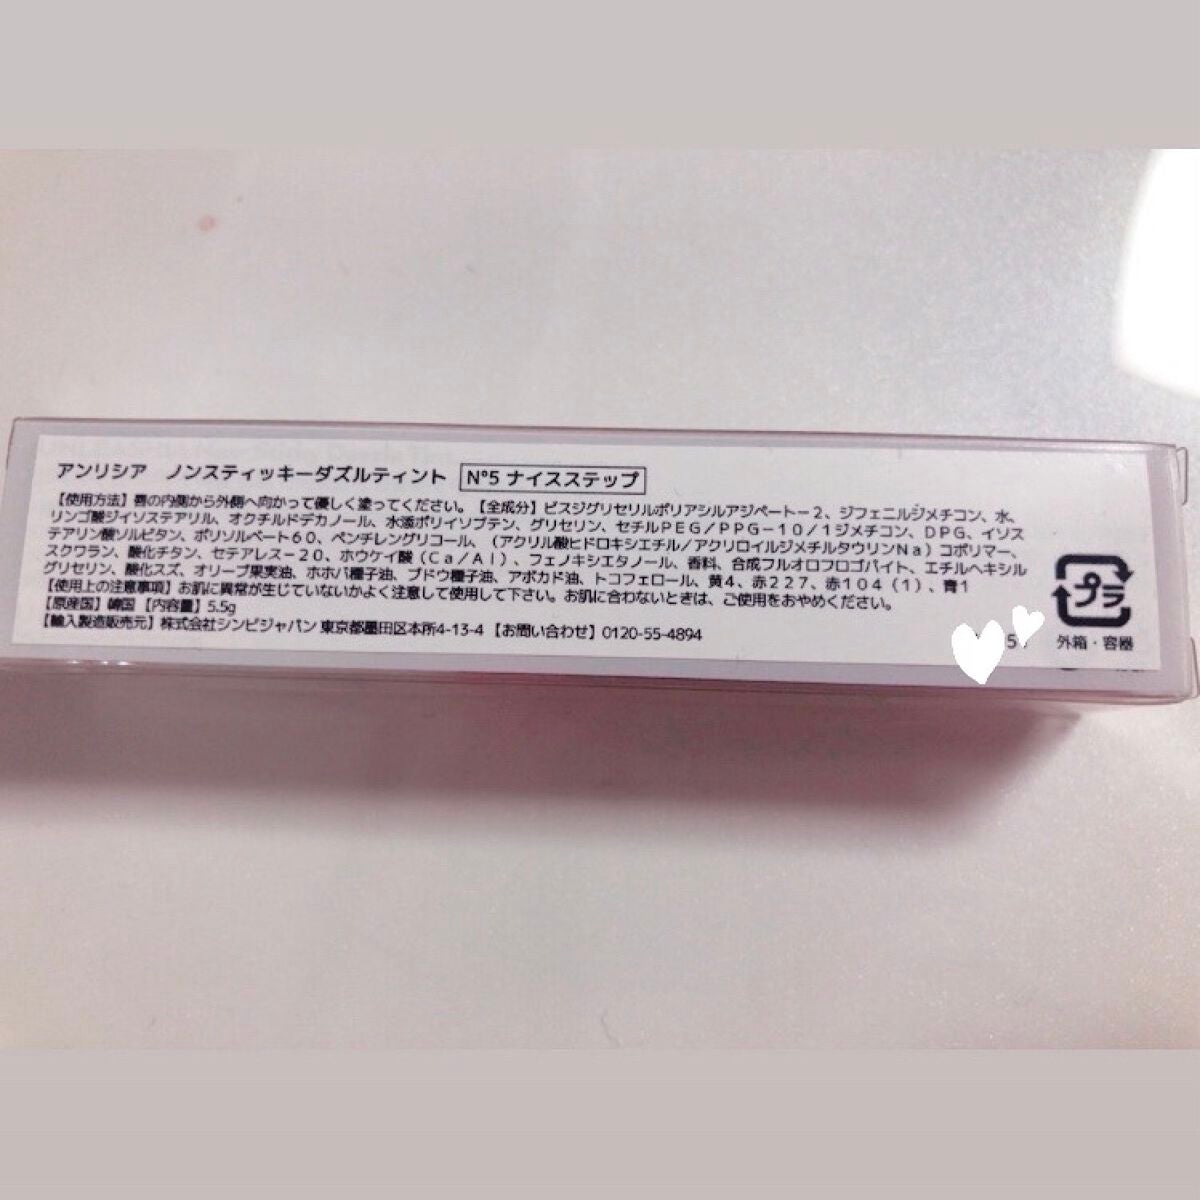 アンリシア　ノンスティッキーダズルティント　N°5 ナイスステップ
【使用方法】唇の内側から外側へ向かって優しく塗ってください。【全成分】ビスジグリセリルポリアシルアジペート－2、ジフェニルジメチコン、水、
リンゴ酸ジイソステアリル、オクチルドデカノール、水添ポリイソブテン、グリセリン、セチルＰＥＧ／ＰＰＧ－10／1ジメチコン、ＤＰＧ、イソス
テアリン酸ソルビタン、ポリソルベート６０、ペンチレングリコール、（アクリル酸ヒドロキシエチル／アクリロイルジメチルタウリンＮａ）コポリマー、
スクワラン、酸化チタン、セテアレス－20、ホウケイ酸（Ｃａ／Ａｌ）、フェノキシエタノール、香料、合成フルオロフロゴパイト、エチルヘキシル
グリセリン、酸化スズ、オリーブ果実油、ホホバ種子油、ブドウ種子油、アボカド油、トコフェロール、黄４、赤２２７、赤１０４（１）、青１
【使用上の注意事項】お肌に異常が生じていないかよく注意して使用して下さい。お肌に合わないときは、ご使用をおやめください。
【原産国】韓国【内容量】5.5g
【輸入製造販売元】株式会社シンビジャパン 東京都墨田区本所4-13-4【お問い合わせ】0120-55-4894
プラ
外箱・容器